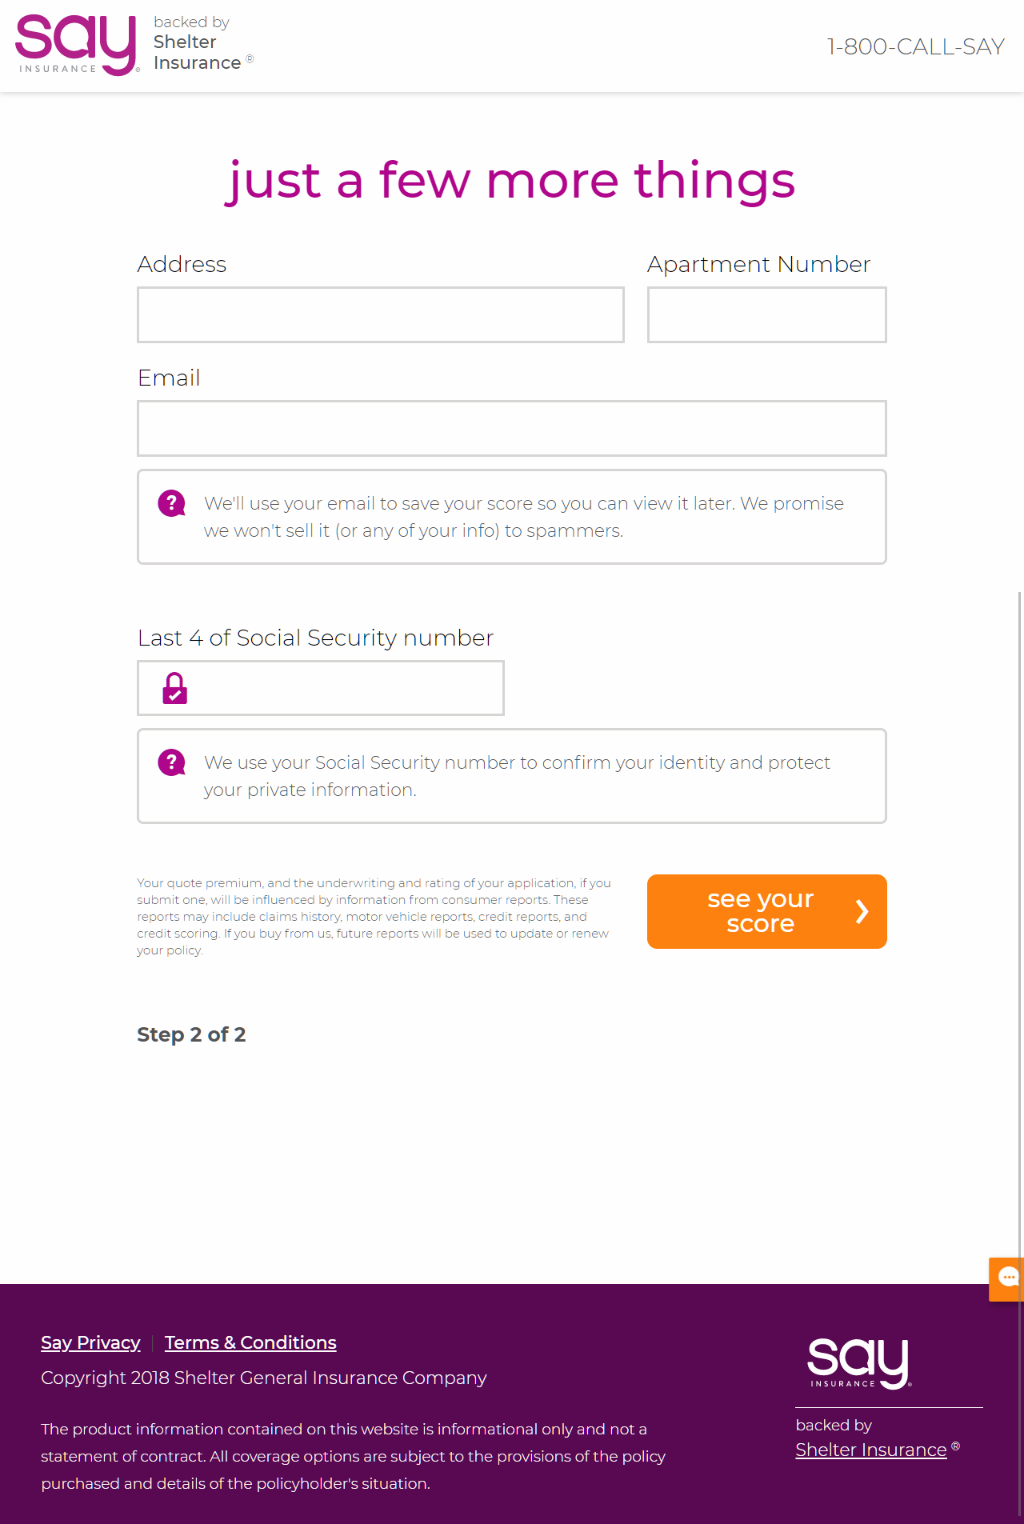 say
INSURANCE®
backed by
Shelter
Insurance ®
1-800-CALL-SAY
just a few more things
Address
Apartment Number
Email
We'll use your email to save your score so you can view it later. We promise
we won't sell it (or any of your info) to spammers.
Last 4 of Social Security number
We use your Social Security number to confirm your identity and protect
your private information.
Your quote premium, and the underwriting and rating of your application, if you
submit one, will be influenced by information from consumer reports. These
reports may include claims history, motor vehicle reports, credit reports, and
credit scoring. If you buy from us, future reports will be used to update or renew
your policy.
see your
score
Step 2 of 2
Say Privacy | Terms & Conditions
Copyright 2018 Shelter General Insurance Company
The product information contained on this website is informational only and not a
statement of contract. All coverage options are subject to the provisions of the policy
purchased and details of the policyholder's situation.
say
INSURANCE®
backed by
Shelter Insurance ®